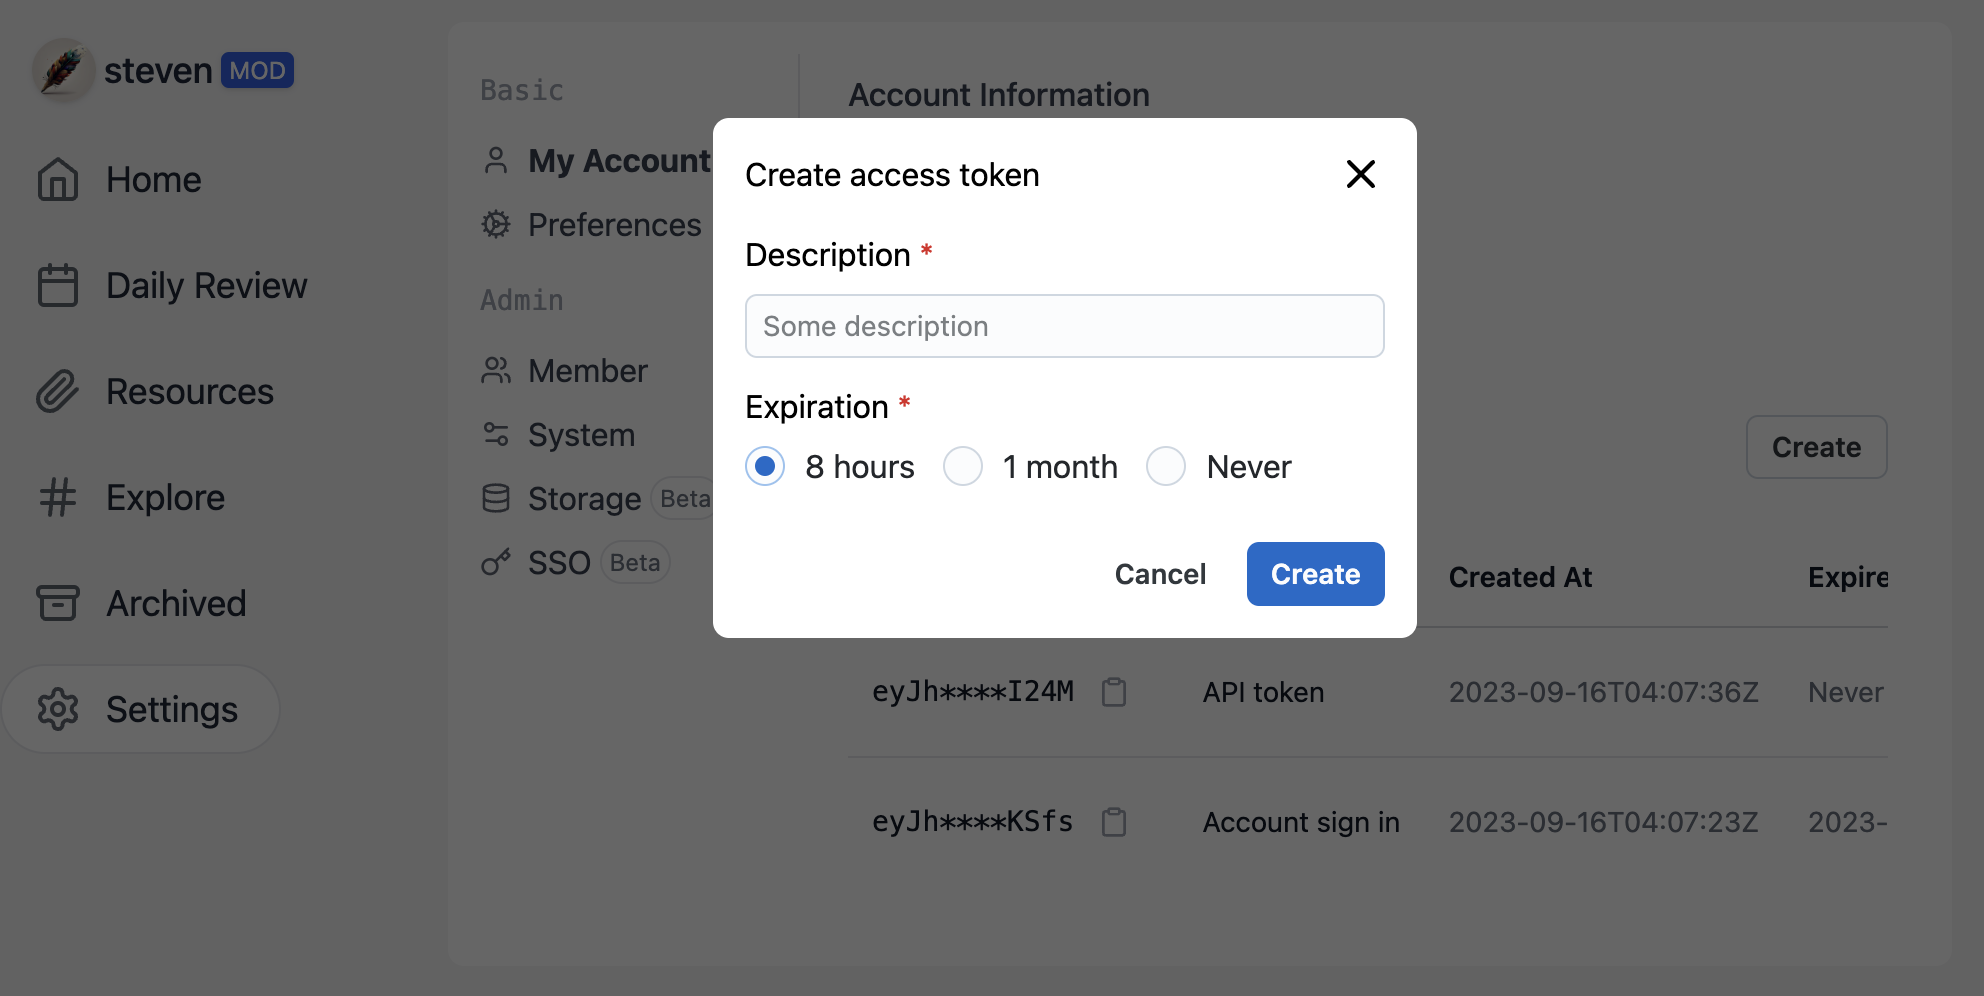 steven MOD
Home
Daily Review
Resources
Explore
Archived
Settings
Basic
My Account
Preferences
Admin
Member
System
Storage Beta
SSO Beta
Account Information
Create access token
Description *
Some description
Expiration *
8 hours 1 month Never
Cancel Create
Create
Created At Expire
eyJh****I24M API token 2023-09-16T04:07:36Z Never
eyJh****KSfs Account sign in 2023-09-16T04:07:23Z 2023-